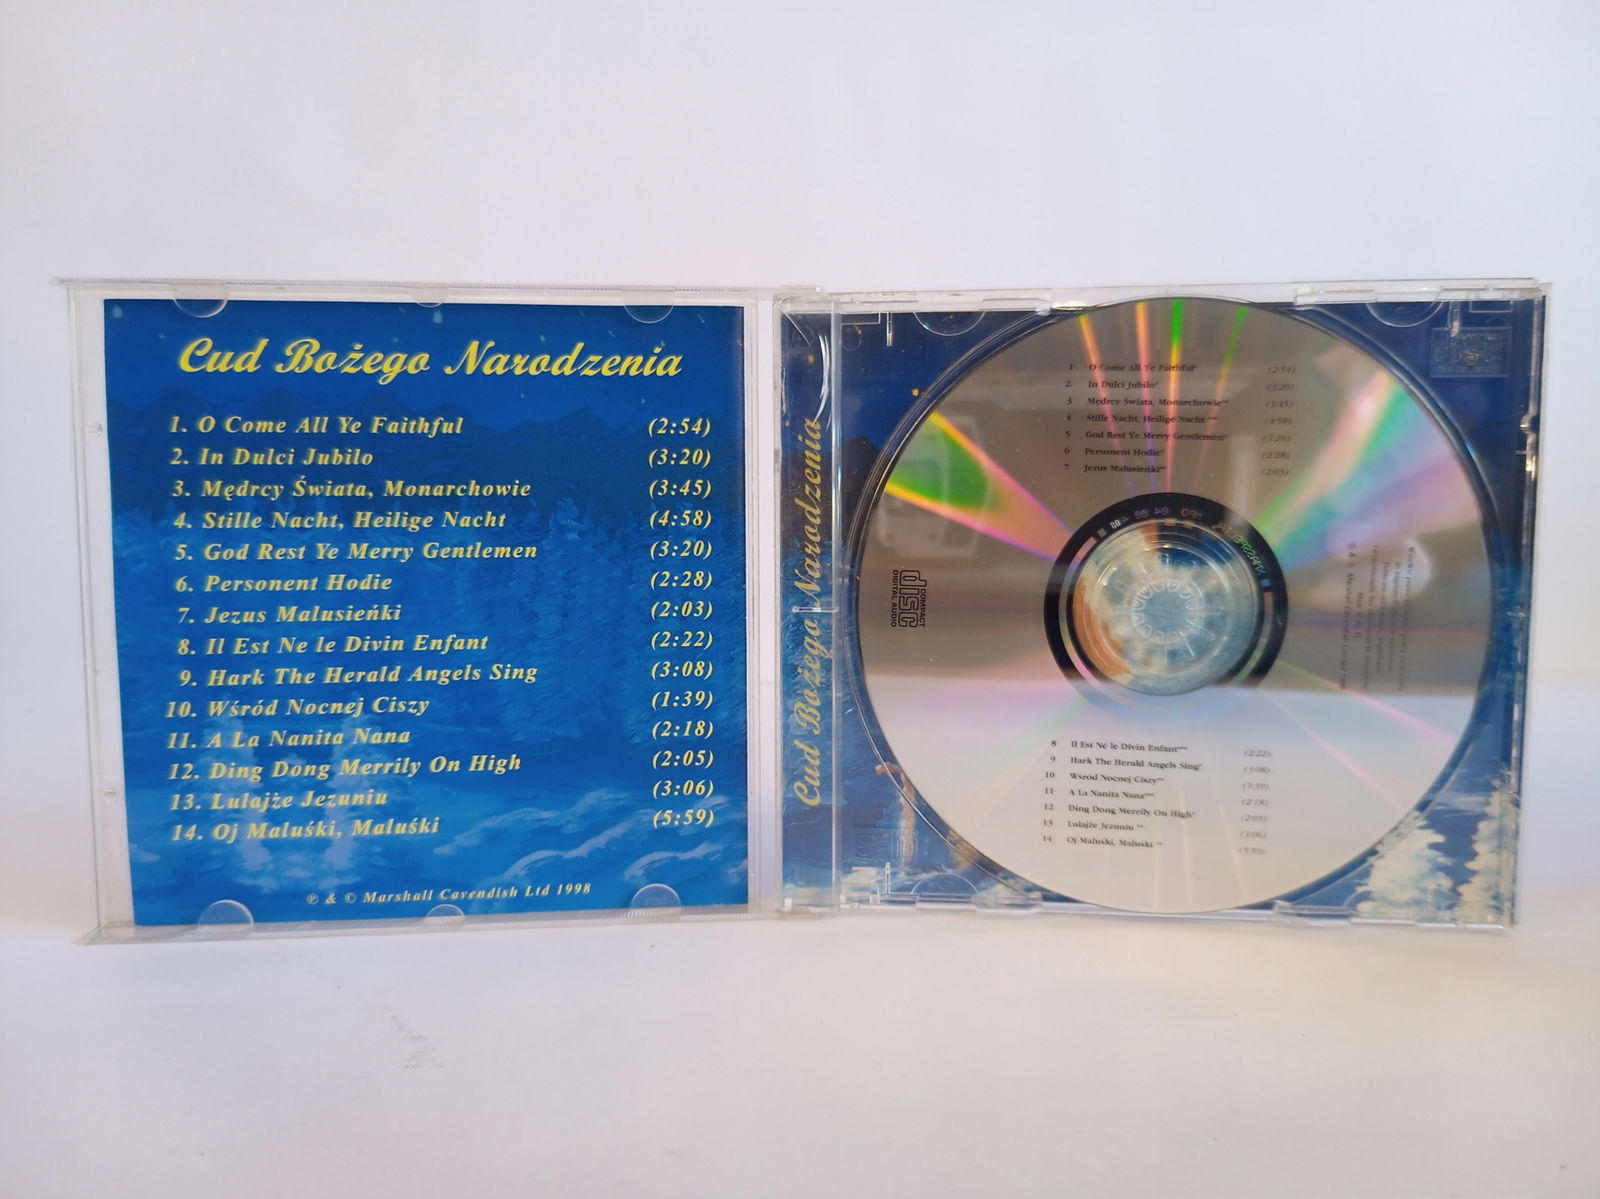 Cud Bożego Narodzenia
1. O Come All Ye Faithful (2:54)
2. In Dulci Jubilo (3:20)
3. Mędrcy Świata, Monarchowie (3:45)
4. Stille Nacht, Heilige Nacht (4:58)
5. God Rest Ye Merry Gentlemen (3:20)
6. Personent Hodie (2:28)
7. Jezus Malusieńki (2:03)
8. Il Est Ne le Divin Enfant (2:22)
9. Hark The Herald Angels Sing (3:08)
10. Wśród Nocnej Ciszy (1:39)
11. A La Nanita Nana (2:18)
12. Ding Dong Merrily On High (2:05)
13. Lulajże Jezuniu (3:06)
14. Oj Maluśki, Maluśki (5:59)
℗ & © Marshall Cavendish Ltd 1998
Cud Bożego Narodzenia
1 O Come All Ye Faithful* (2:54)
2. In Dulci Jubilo* (3:20)
3 Mędrcy Świata, Monarchowie** (3:45)
4 Stille Nacht, Heilige Nacht *** (4:58)
5 God Rest Ye Merry Gentlemen* (3:20)
6 Personent Hodie* (2:28)
7 Jezus Malusieńki** (2:03)
COMPACT
disc
DIGITAL AUDIO
8 Il Est Né le Divin Enfant*** (2:22)
9 Hark The Herald Angels Sing* (3:08)
10 Wśród Nocnej Ciszy** (1:39)
11 A La Nanita Nana*** (2:18)
12 Ding Dong Merrily On High* (2:05)
13 Lulajże Jezuniu ** (3:06)
14 Oj Maluśki, Maluśki ** (5:59)